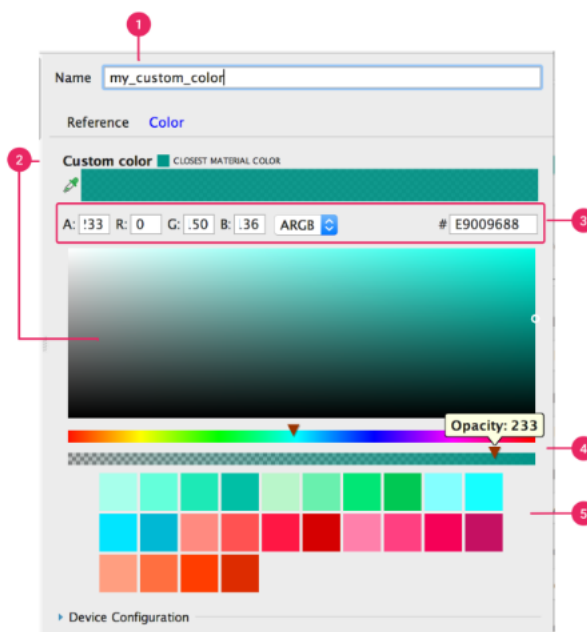 1
Name my_custom_color
Reference Color
2
Custom color CLOSEST MATERIAL COLOR
A: 233 R: 0 G: .50 B: .36 ARGB # E9009688
3
Opacity: 233
4
5
Device Configuration